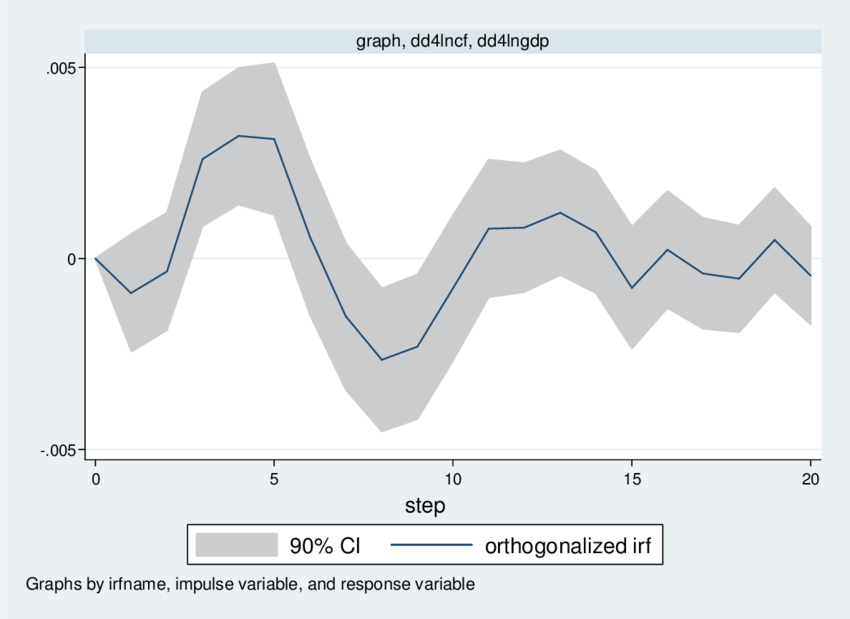 graph, dd4lncf, dd4lngdp
.005
0
-.005
0 5 10 15 20
step
90% CI orthogonalized irf
Graphs by irfname, impulse variable, and response variable